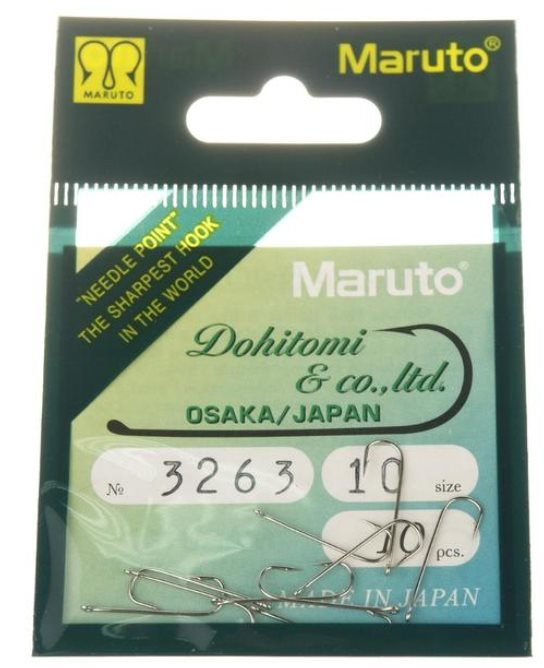 MARUTO
Maruto®
"NEEDLE POINT"
THE SHARPEST HOOK
IN THE WORLD
Maruto®
Dohitomi
& co.,ltd.
OSAKA/JAPAN
№ 3263 10 size
10 pcs.
MADE IN JAPAN